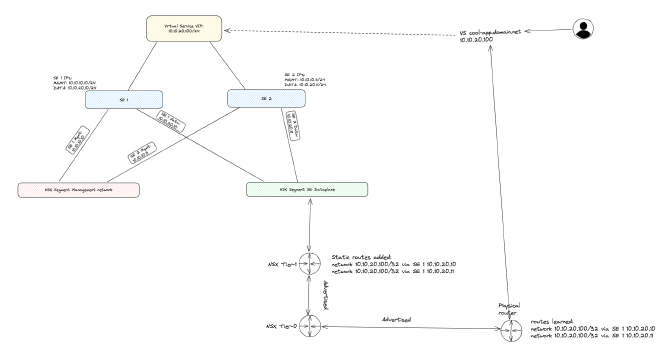 Virtual Service VIP:
10.10.20.100/24
VS cool-app.domain.net
10.10.20.100
SE 1 IPs:
MGMT: 10.10.10.10/24
DATA: 10.10.20.10/24
SE 2 IPs:
MGMT: 10.10.10.11/24
DATA: 10.10.20.11/24
SE 1
SE 2
SE 1 Mgmt:
10.10.10.10
SE 2 Mgmt:
10.10.10.11
SE 1 Data:
10.10.20.10
SE 2 Data:
10.10.20.11
NSX Segment Management network
NSX Segment SE Dataplane
NSX Tier-1
Static routes added:
network 10.10.20.100/32 via SE 1 10.10.20.10
network 10.10.20.100/32 via SE 1 10.10.20.11
Advertised
NSX Tier-0
Advertised
Physical
router
routes learned:
network 10.10.20.100/32 via SE 1 10.10.20.10
network 10.10.20.100/32 via SE 1 10.10.20.11